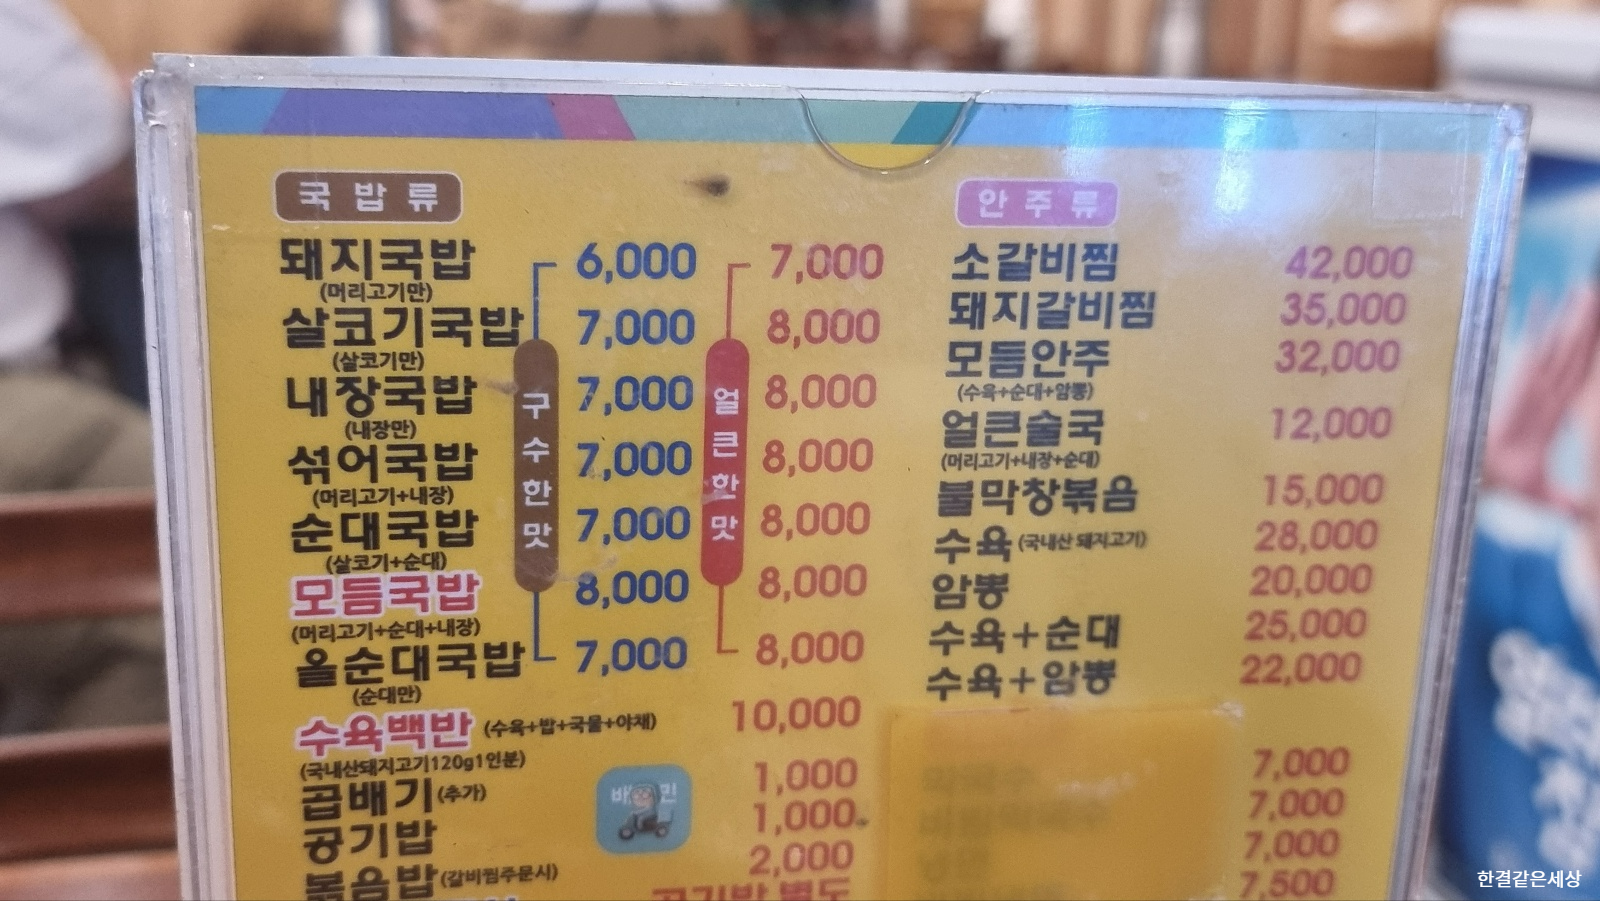 국밥류
돼지국밥 6,000 7,000
(머리고기만)
살코기국밥 7,000 8,000
(살코기만)
내장국밥 7,000 8,000
(내장만)
섞어국밥 7,000 8,000
(머리고기+내장)
순대국밥 7,000 8,000
(살코기+순대)
모듬국밥 8,000 8,000
(머리고기+순대+내장)
올순대국밥 7,000 8,000
(순대만)
구수한맛
얼큰한맛
수육백반 (수육+밥+국물+야채) 10,000
(국내산돼지고기120g1인분)
곱배기(추가) 1,000
공기밥 1,000
볶음밥(갈비찜주문시) 2,000
공기밥 별도
안주류
소갈비찜 42,000
돼지갈비찜 35,000
모듬안주 32,000
(수육+순대+암뽕)
얼큰술국 12,000
(머리고기+내장+순대)
불막창볶음 15,000
수육(국내산 돼지고기) 28,000
암뽕 20,000
수육+순대 25,000
수육+암뽕 22,000
7,000
7,000
7,000
7,500
한결같은세상